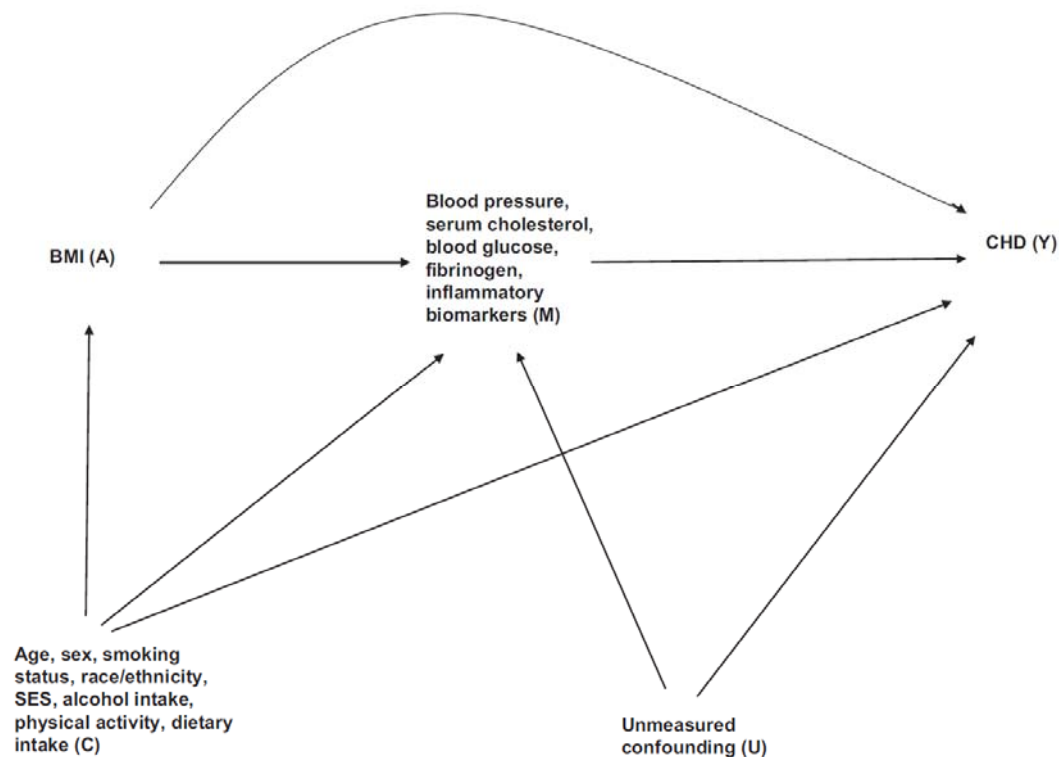 Blood pressure,
serum cholesterol,
blood glucose,
fibrinogen,
inflammatory
biomarkers (M)
BMI (A)
CHD (Y)
Age, sex, smoking
status, race/ethnicity,
SES, alcohol intake,
physical activity, dietary
intake (C)
Unmeasured
confounding (U)